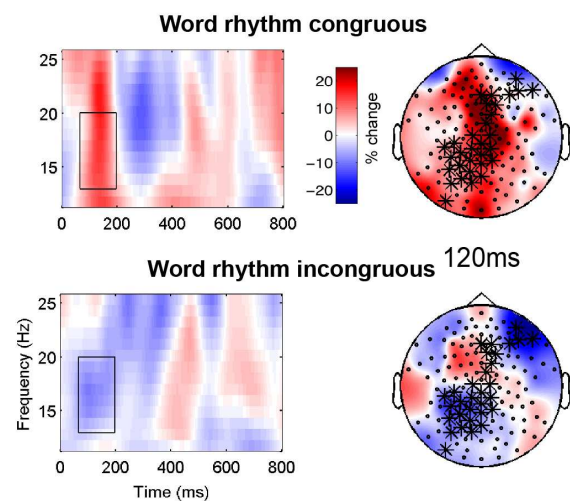 Word rhythm congruous
25
20
15
0 200 400 600 800
20
10
0
−10
−20
% change
Word rhythm incongruous
120ms
25
20
15
Frequency (Hz)
0 200 400 600 800
Time (ms)